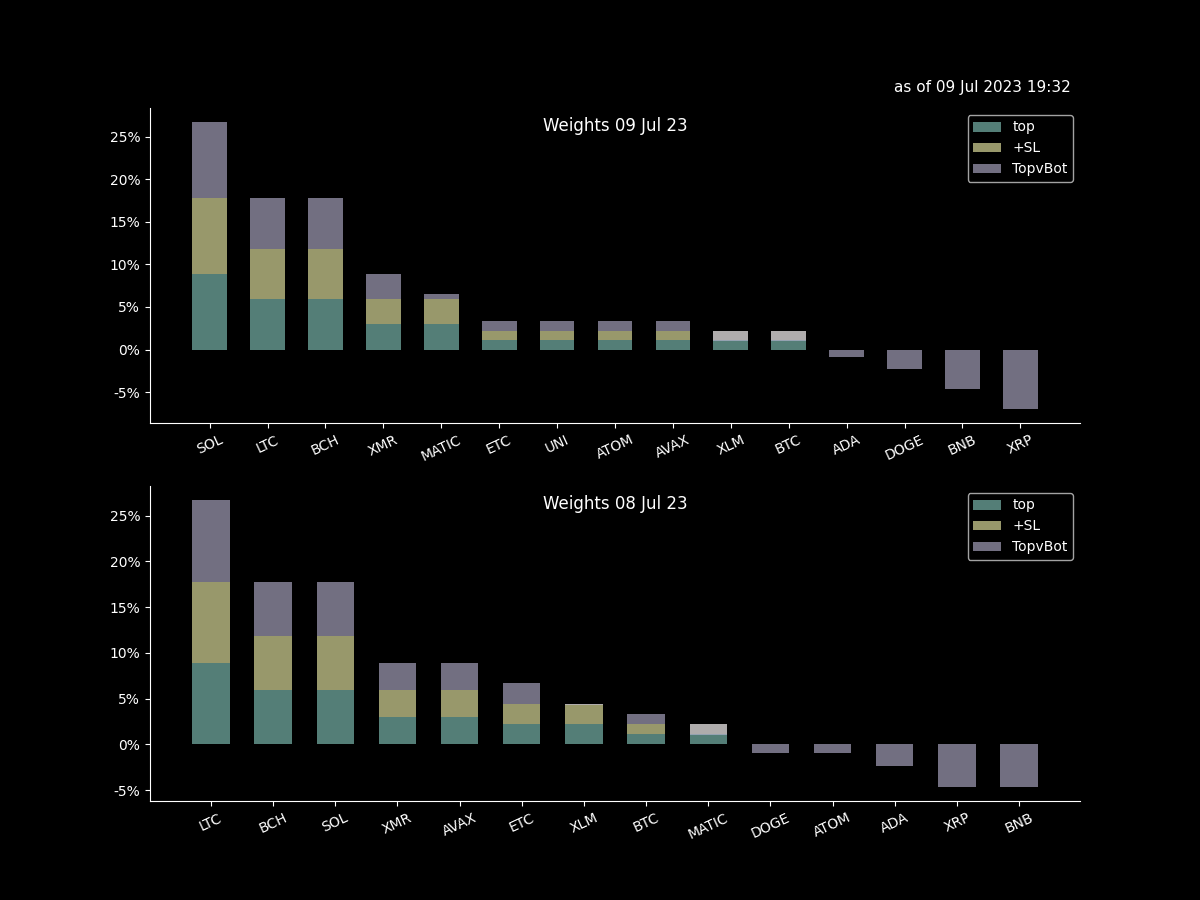 as of 09 Jul 2023 19:32
Weights 09 Jul 23
top
+SL
TopvBot
25%
20%
15%
10%
5%
0%
-5%
SOL LTC BCH XMR MATIC ETC UNI ATOM AVAX XLM BTC ADA DOGE BNB XRP
Weights 08 Jul 23
top
+SL
TopvBot
25%
20%
15%
10%
5%
0%
-5%
LTC BCH SOL XMR AVAX ETC XLM BTC MATIC DOGE ATOM ADA XRP BNB